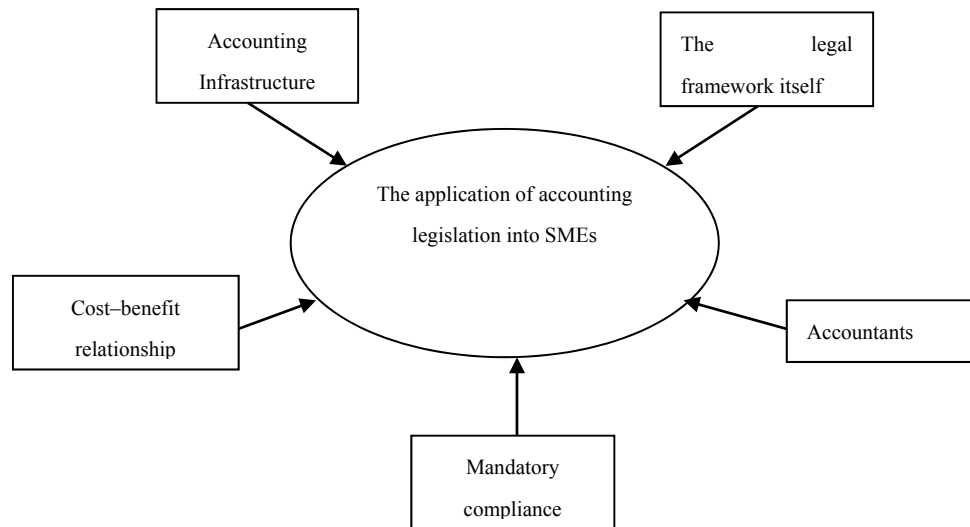 Accounting
Infrastructure
The legal
framework itself
The application of accounting
legislation into SMEs
Cost–benefit
relationship
Accountants
Mandatory
compliance